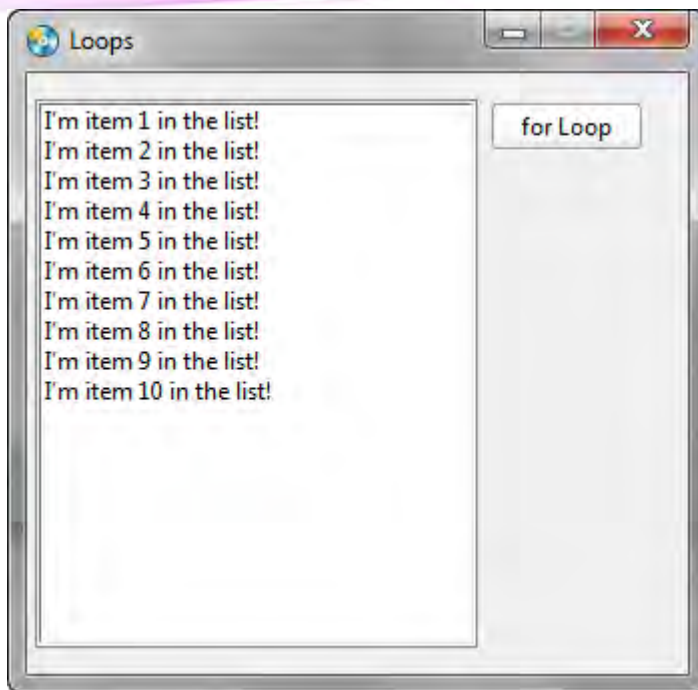 Loops
I'm item 1 in the list!
I'm item 2 in the list!
I'm item 3 in the list!
I'm item 4 in the list!
I'm item 5 in the list!
I'm item 6 in the list!
I'm item 7 in the list!
I'm item 8 in the list!
I'm item 9 in the list!
I'm item 10 in the list!
for Loop